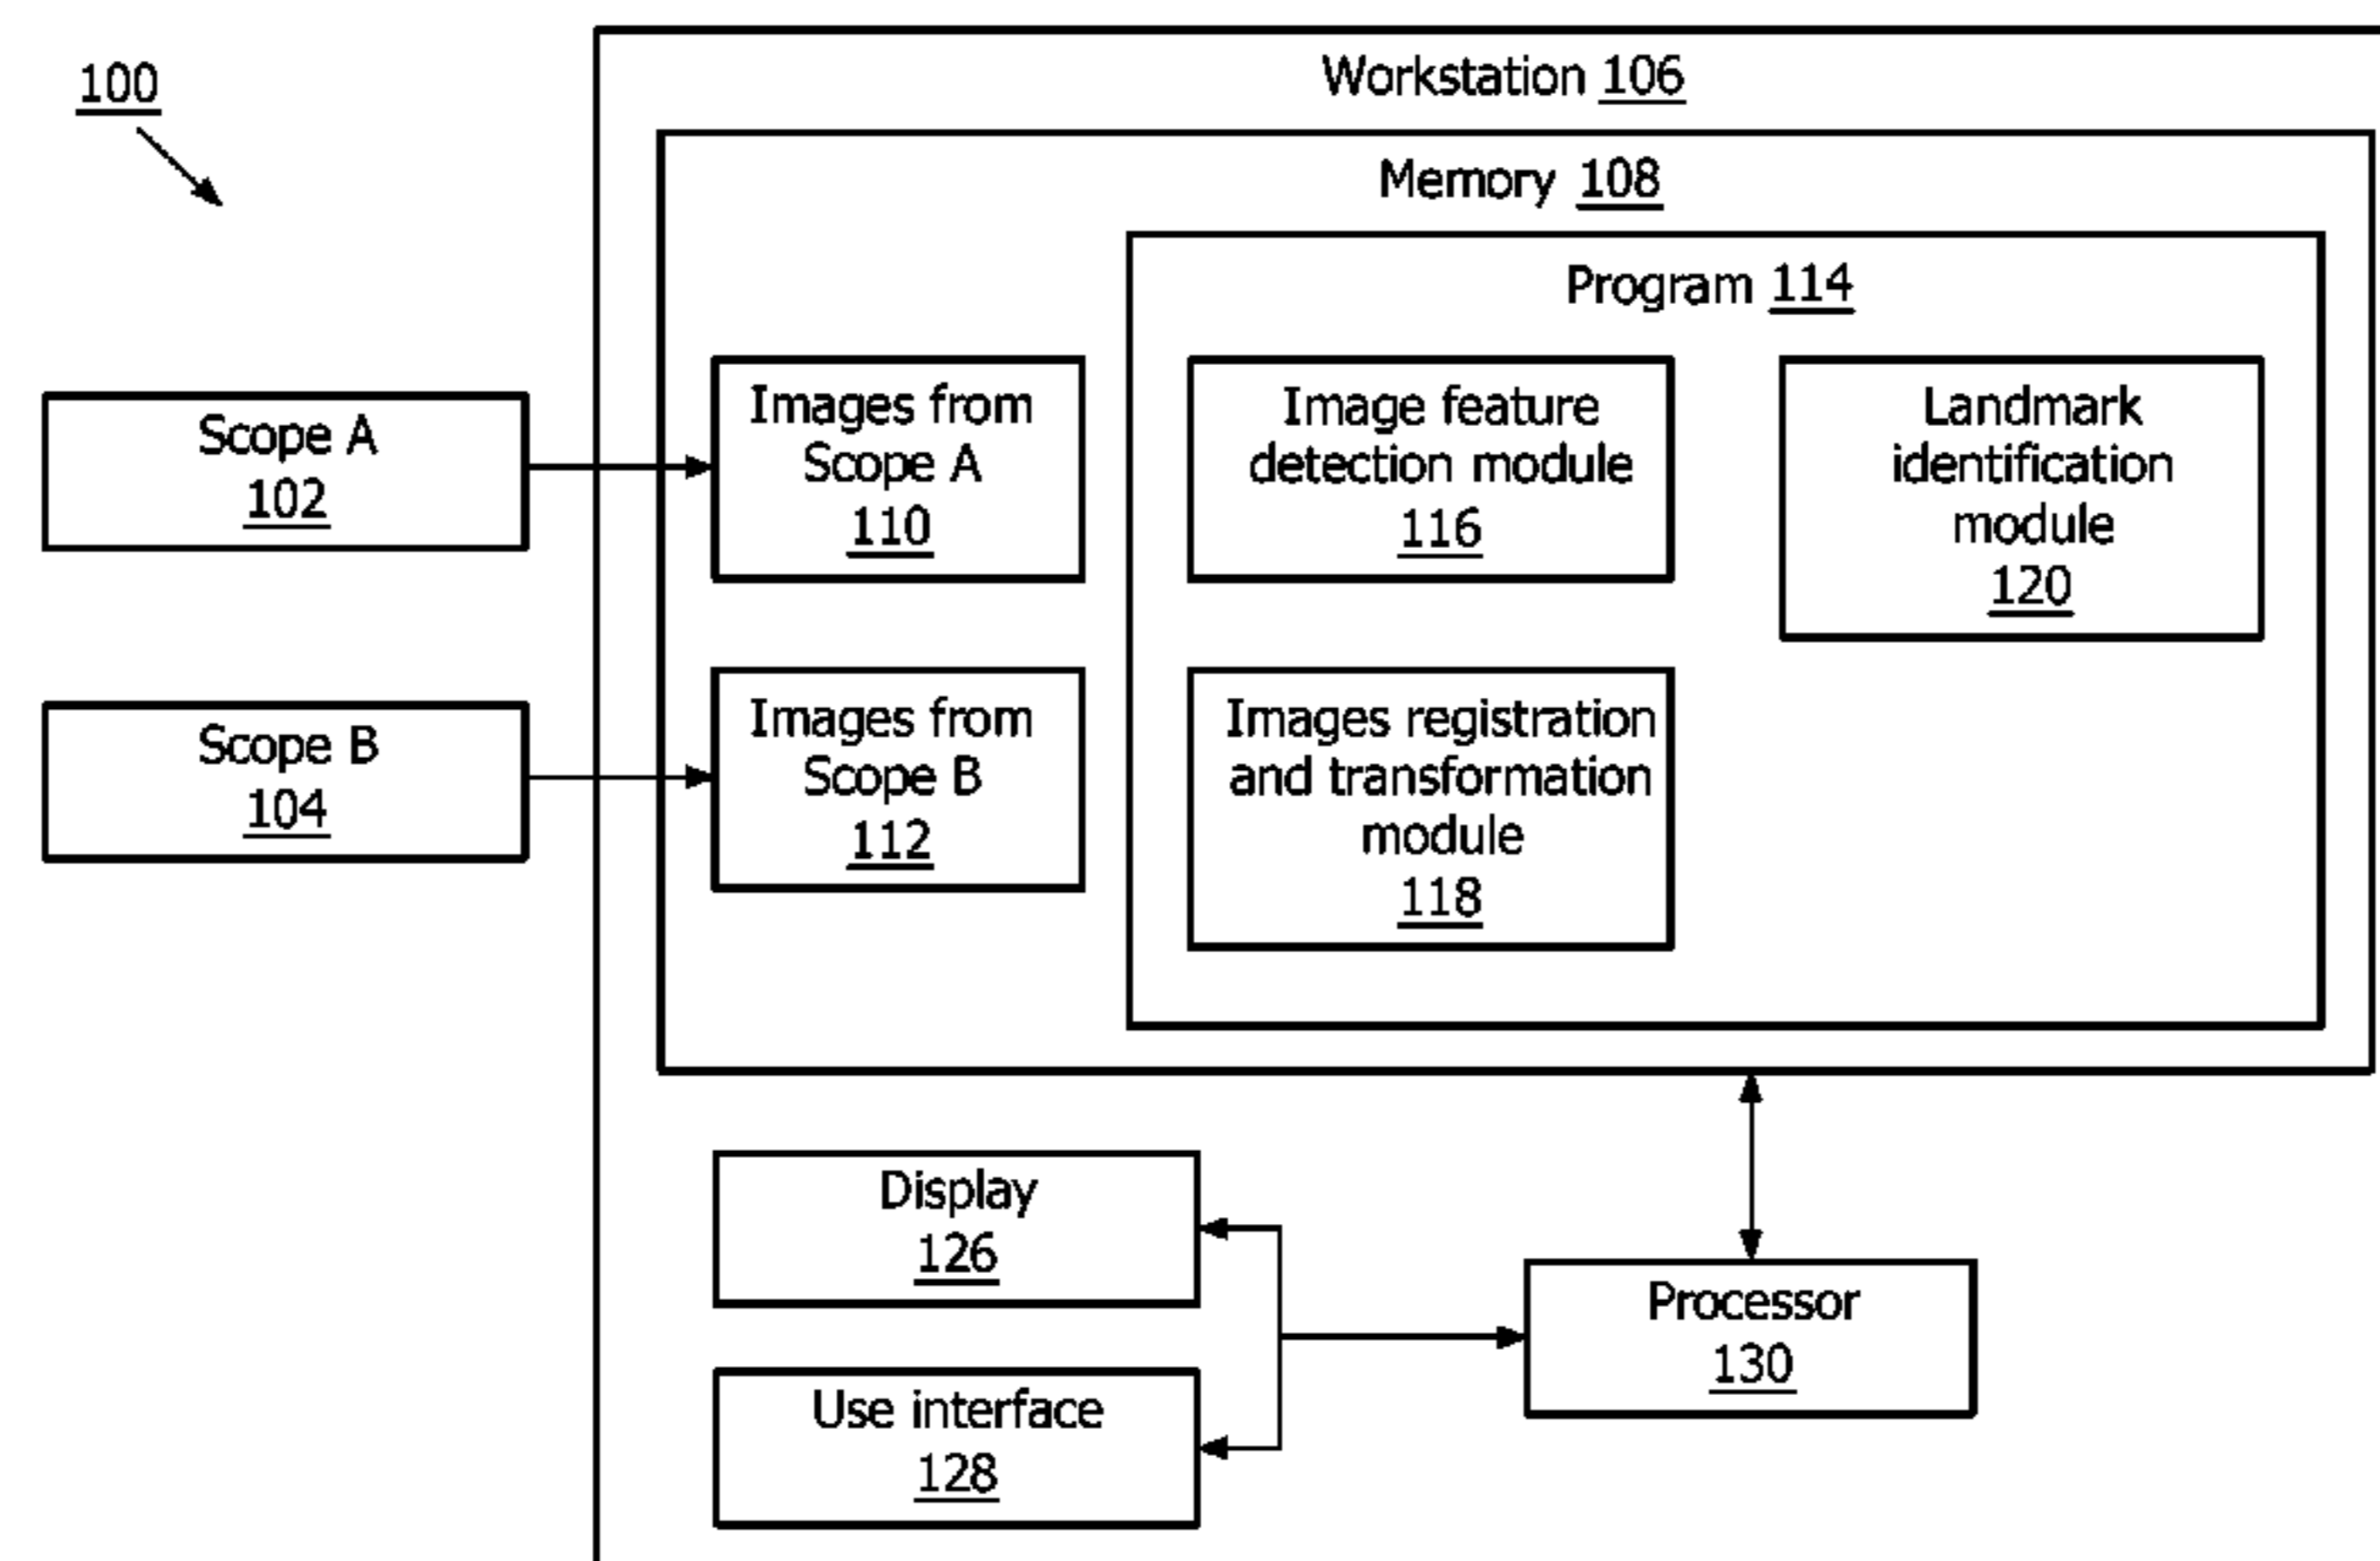 100
Workstation 106
Memory 108
Program 114
Scope A
102
Images from
Scope A
110
Image feature
detection module
116
Landmark
identification
module
120
Scope B
104
Images from
Scope B
112
Images registration
and transformation
module
118
Display
126
Use interface
128
Processor
130